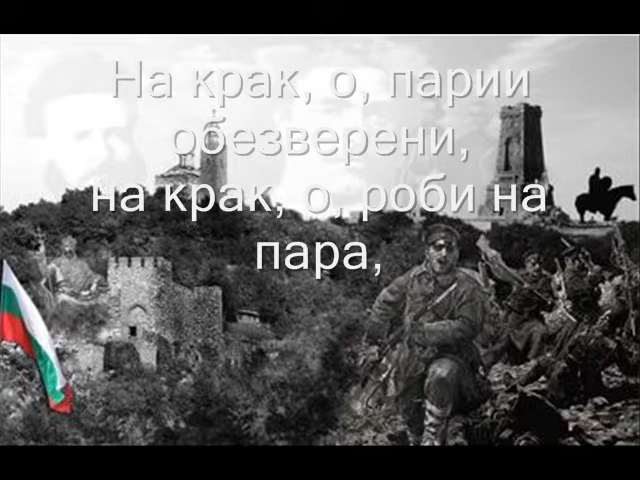 На крак, о, парии
обезверени,
на крак, о, роби на
пара,